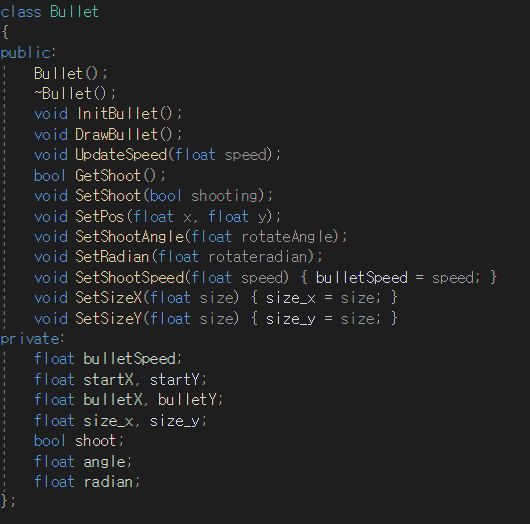 class Bullet
{
public:
    Bullet();
    ~Bullet();
    void InitBullet();
    void DrawBullet();
    void UpdateSpeed(float speed);
    bool GetShoot();
    void SetShoot(bool shooting);
    void SetPos(float x, float y);
    void SetShootAngle(float rotateAngle);
    void SetRadian(float rotateradian);
    void SetShootSpeed(float speed) { bulletSpeed = speed; }
    void SetSizeX(float size) { size_x = size; }
    void SetSizeY(float size) { size_y = size; }
private:
    float bulletSpeed;
    float startX, startY;
    float bulletX, bulletY;
    float size_x, size_y;
    bool shoot;
    float angle;
    float radian;
};